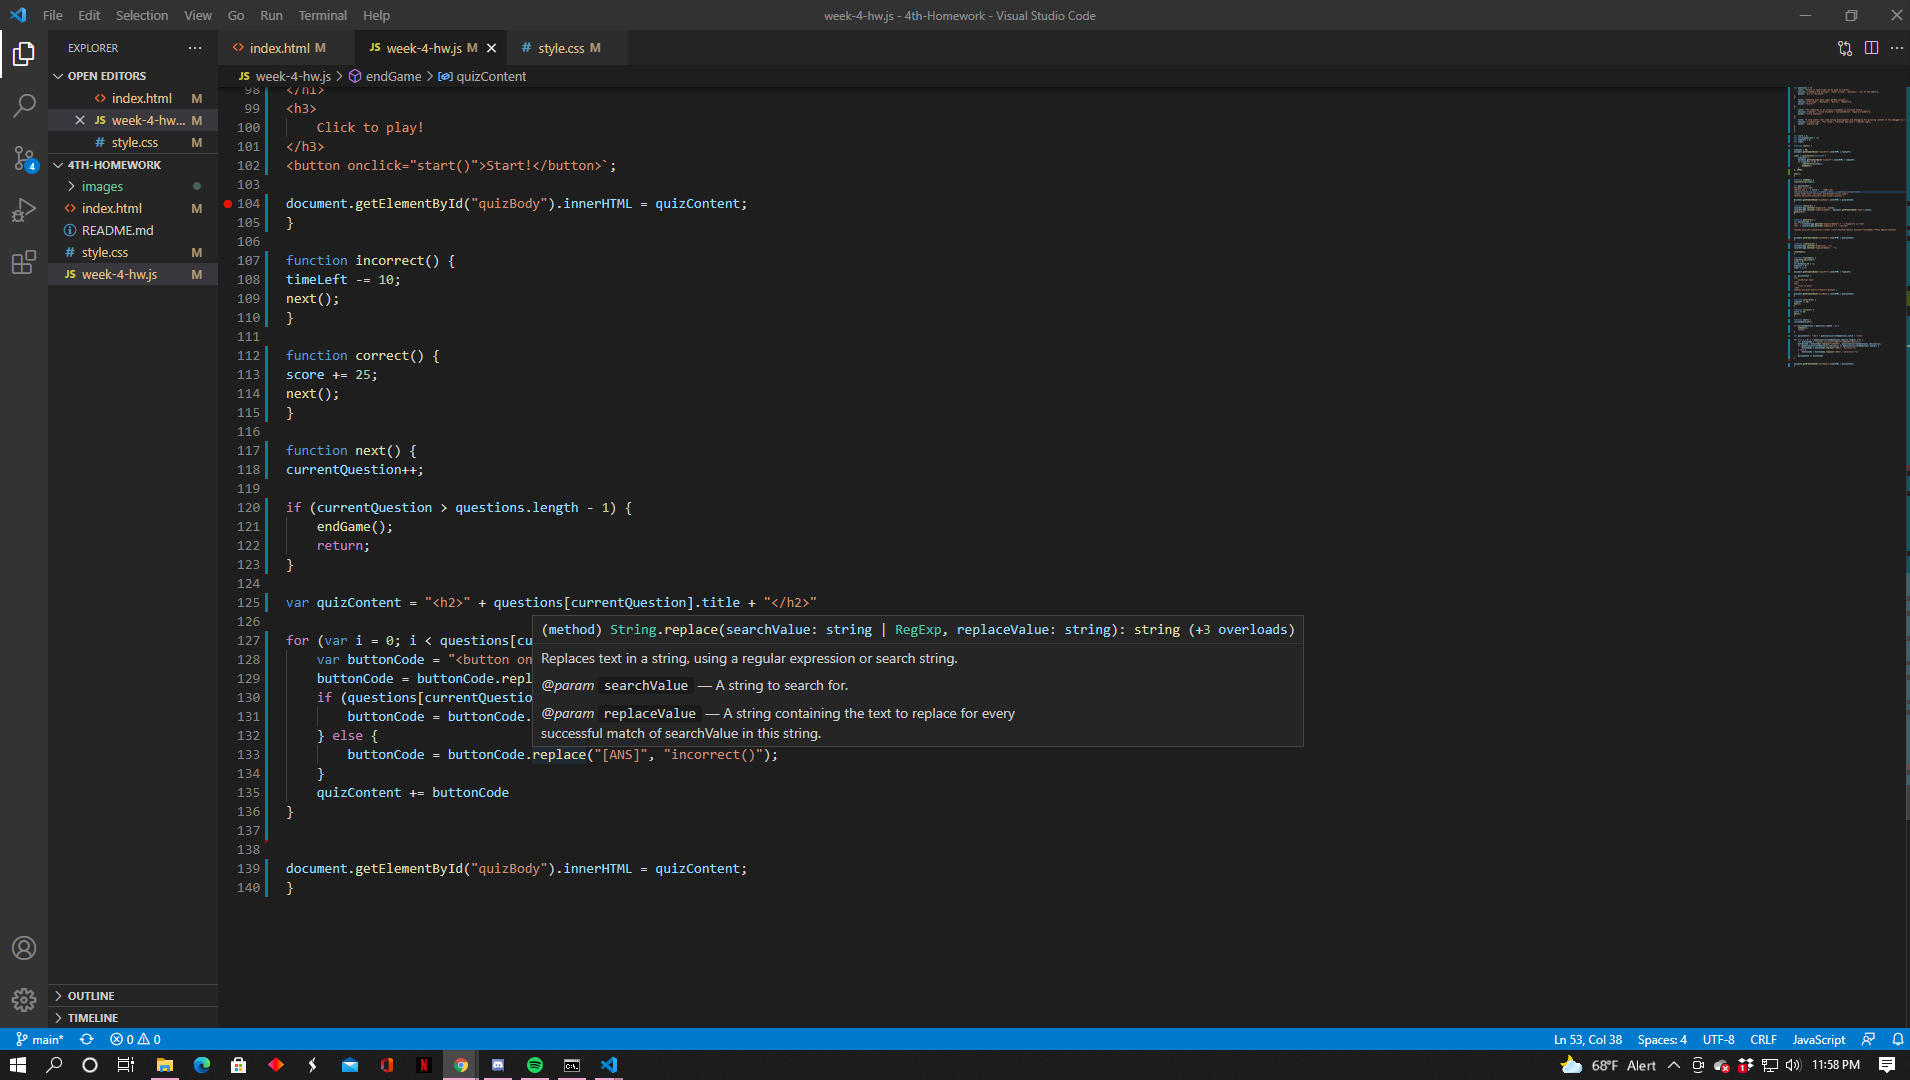 File Edit Selection View Go Run Terminal Help
week-4-hw.js - 4th-Homework - Visual Studio Code
EXPLORER
OPEN EDITORS
index.html M
week-4-hw... M
style.css M
4TH-HOMEWORK
images
index.html M
README.md
style.css M
JS week-4-hw.js M
OUTLINE
TIMELINE
index.html M
JS week-4-hw.js M
style.css M
JS week-4-hw.js > endGame > quizContent
98 </h1>
99 <h3>
100 Click to play!
101 </h3>
102 <button onclick="start()">Start!</button>`;
103
104 document.getElementById("quizBody").innerHTML = quizContent;
105 }
106
107 function incorrect() {
108 timeLeft -= 10;
109 next();
110 }
111
112 function correct() {
113 score += 25;
114 next();
115 }
116
117 function next() {
118 currentQuestion++;
119
120 if (currentQuestion > questions.length - 1) {
121 endGame();
122 return;
123 }
124
125 var quizContent = "<h2>" + questions[currentQuestion].title + "</h2>"
126
127 for (var i = 0; i < questions[cu
128 var buttonCode = "<button on
129 buttonCode = buttonCode.repl
130 if (questions[currentQuestio
131 buttonCode = buttonCode.
132 } else {
133 buttonCode = buttonCode.replace("[ANS]", "incorrect()");
134 }
135 quizContent += buttonCode
136 }
137
138
139 document.getElementById("quizBody").innerHTML = quizContent;
140 }
(method) String.replace(searchValue: string | RegExp, replaceValue: string): string (+3 overloads)
Replaces text in a string, using a regular expression or search string.
@param searchValue — A string to search for.
@param replaceValue — A string containing the text to replace for every
successful match of searchValue in this string.
4
main* 0 0
Ln 53, Col 38 Spaces: 4 UTF-8 CRLF JavaScript
68°F Alert 11:58 PM